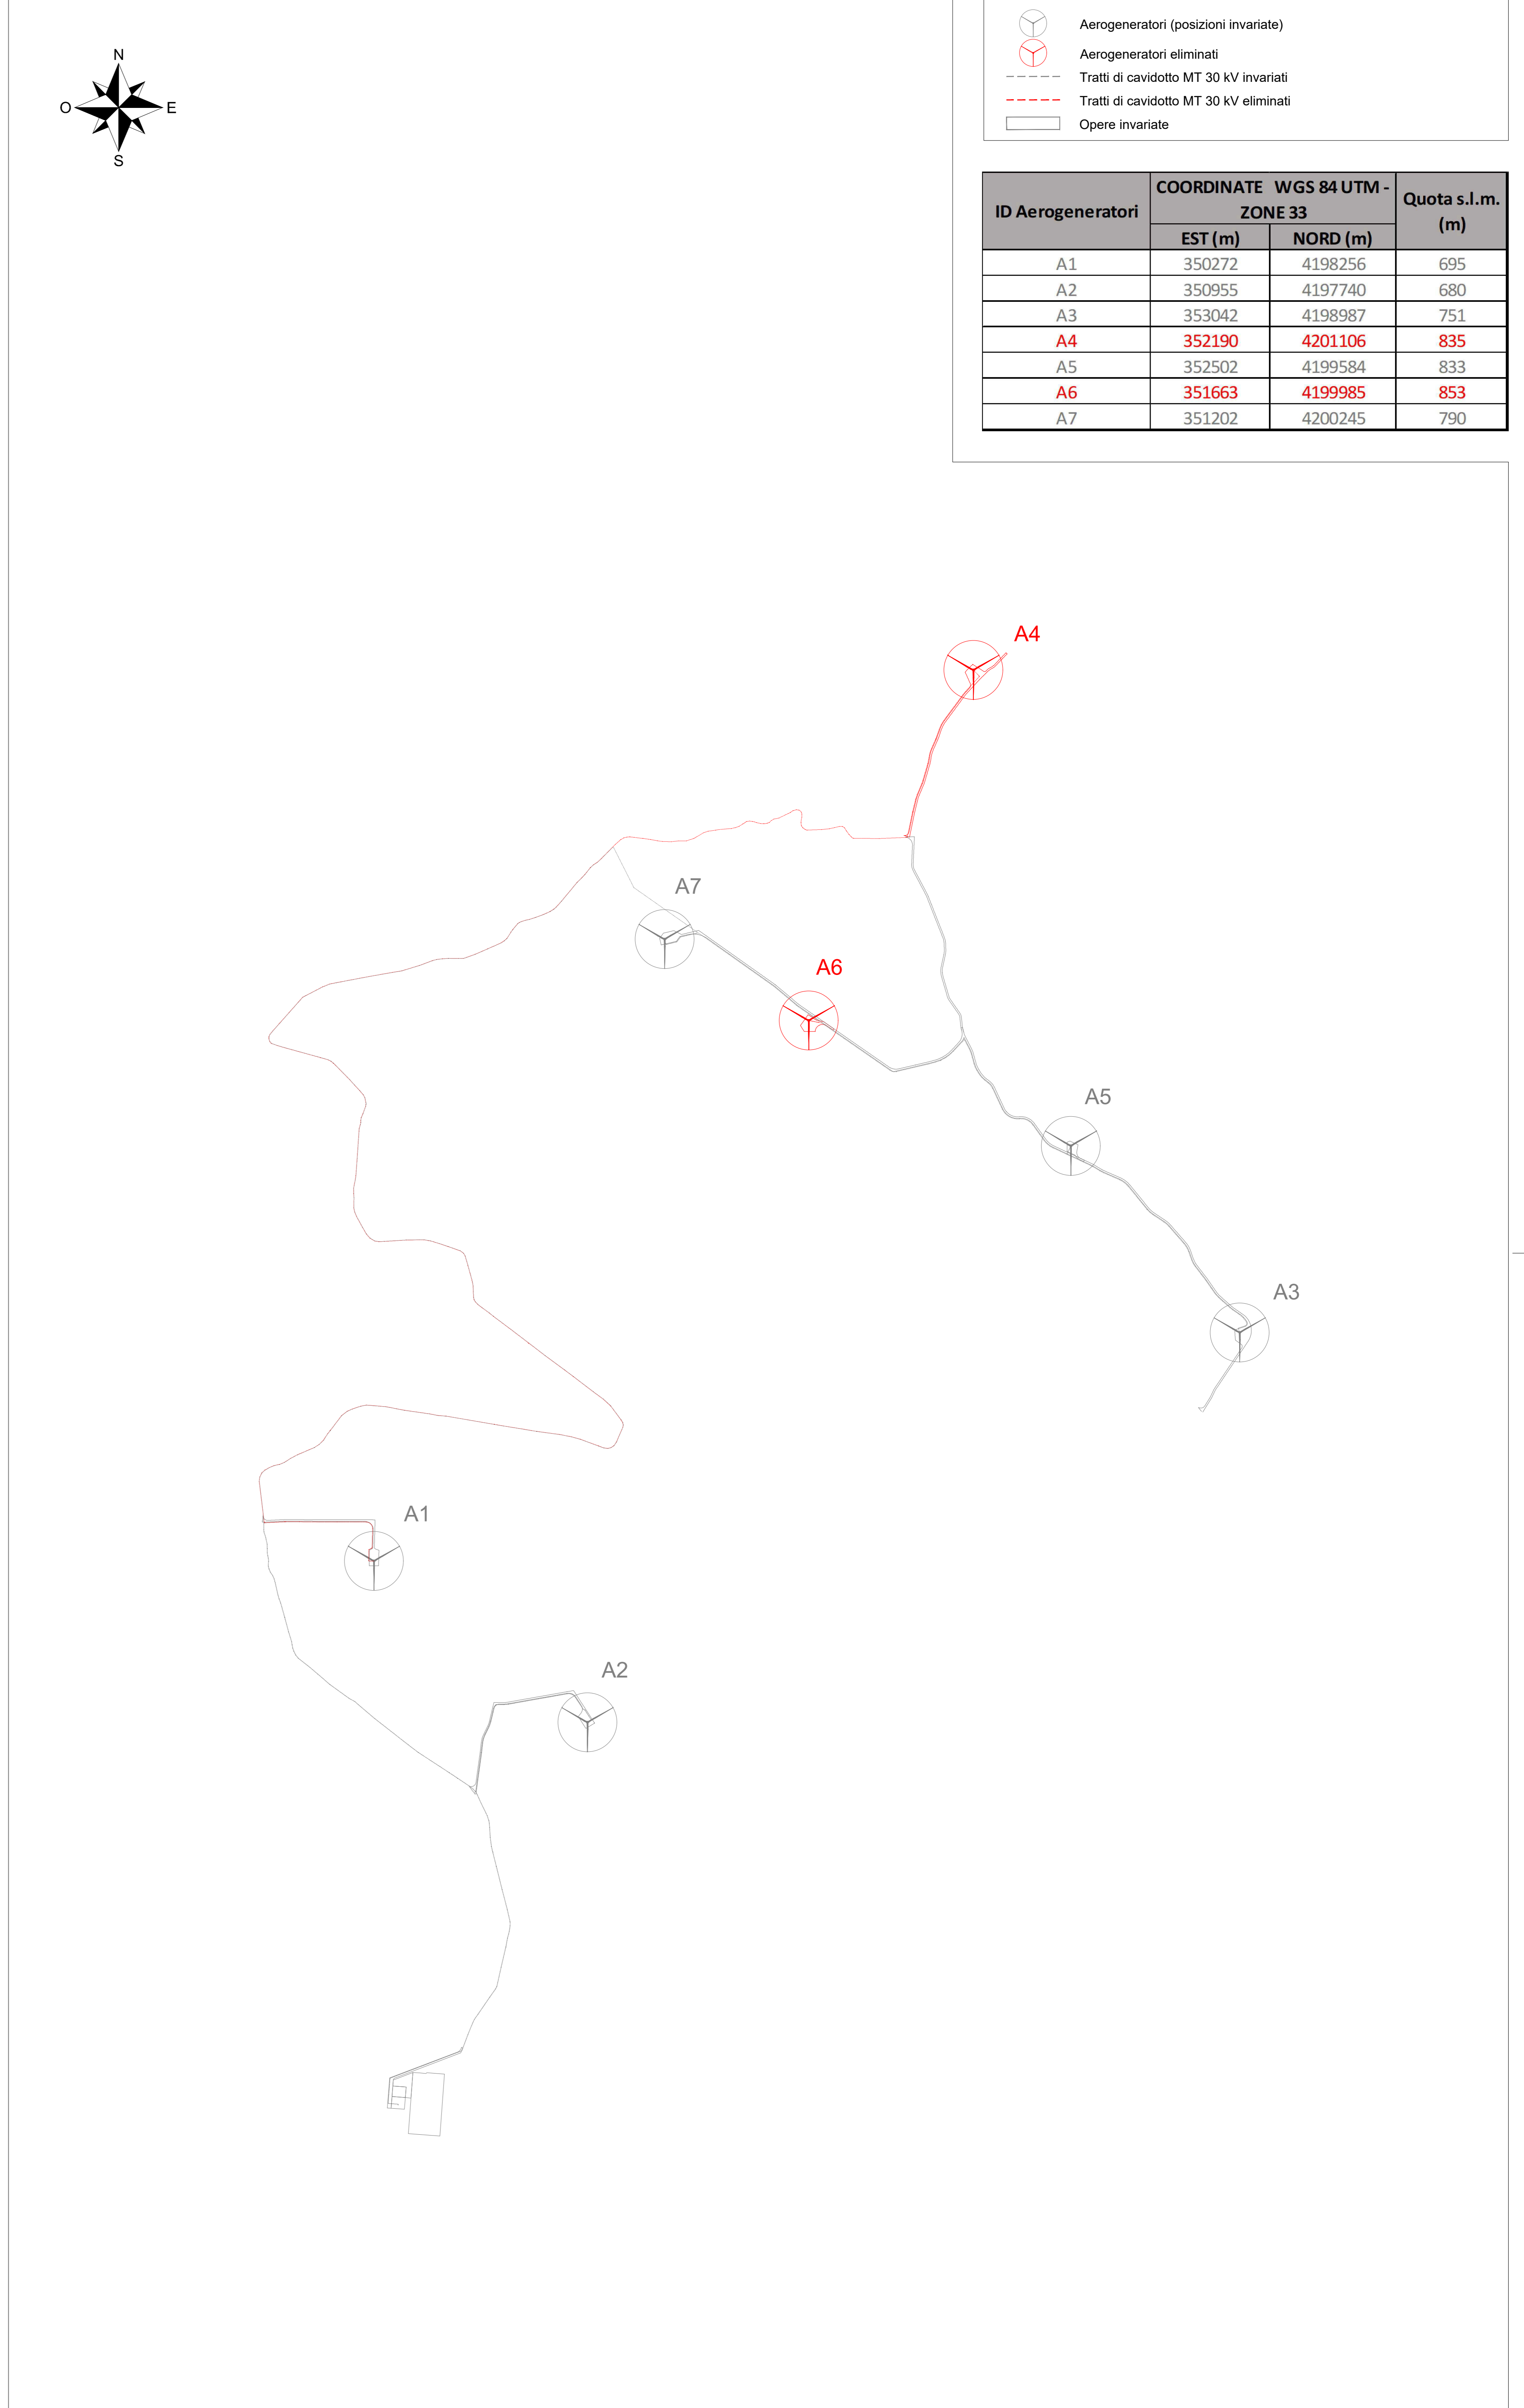 Aerogeneratori (posizioni invariate)
Aerogeneratori eliminati
Tratti di cavidotto MT 30 kV invariati
Tratti di cavidotto MT 30 kV eliminati
Opere invariate
N
O
E
S
ID Aerogeneratori
COORDINATE WGS 84 UTM -
ZONE 33
Quota s.l.m.
(m)
EST (m) NORD (m)
A1 350272 4198256 695
A2 350955 4197740 680
A3 353042 4198987 751
A4 352190 4201106 835
A5 352502 4199584 833
A6 351663 4199985 853
A7 351202 4200245 790
A4
A7
A6
A5
A3
A1
A2